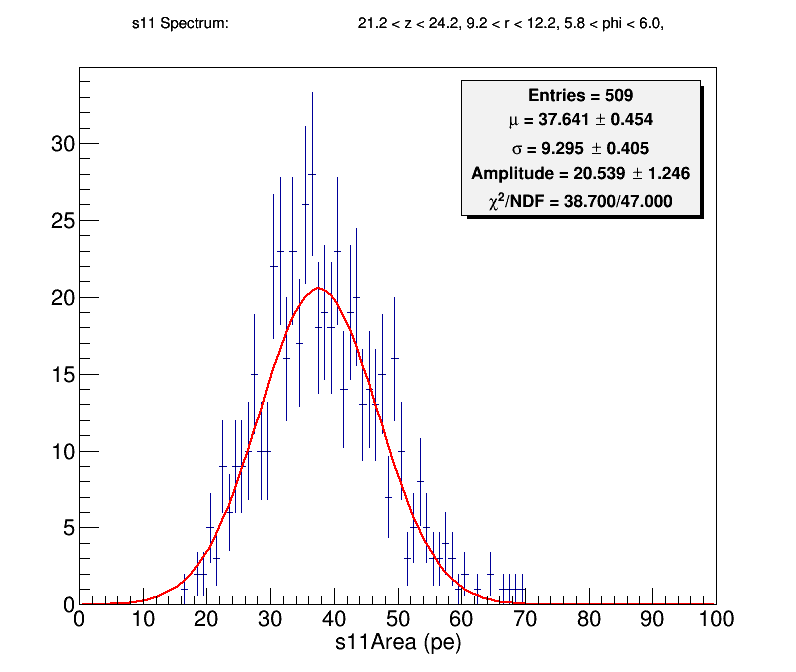 s11 Spectrum: 21.2 < z < 24.2, 9.2 < r < 12.2, 5.8 < phi < 6.0,
Entries = 509
μ = 37.641 ± 0.454
σ = 9.295 ± 0.405
Amplitude = 20.539 ± 1.246
χ²/NDF = 38.700/47.000
30
25
20
15
10
5
0
0 10 20 30 40 50 60 70 80 90 100
s11Area (pe)